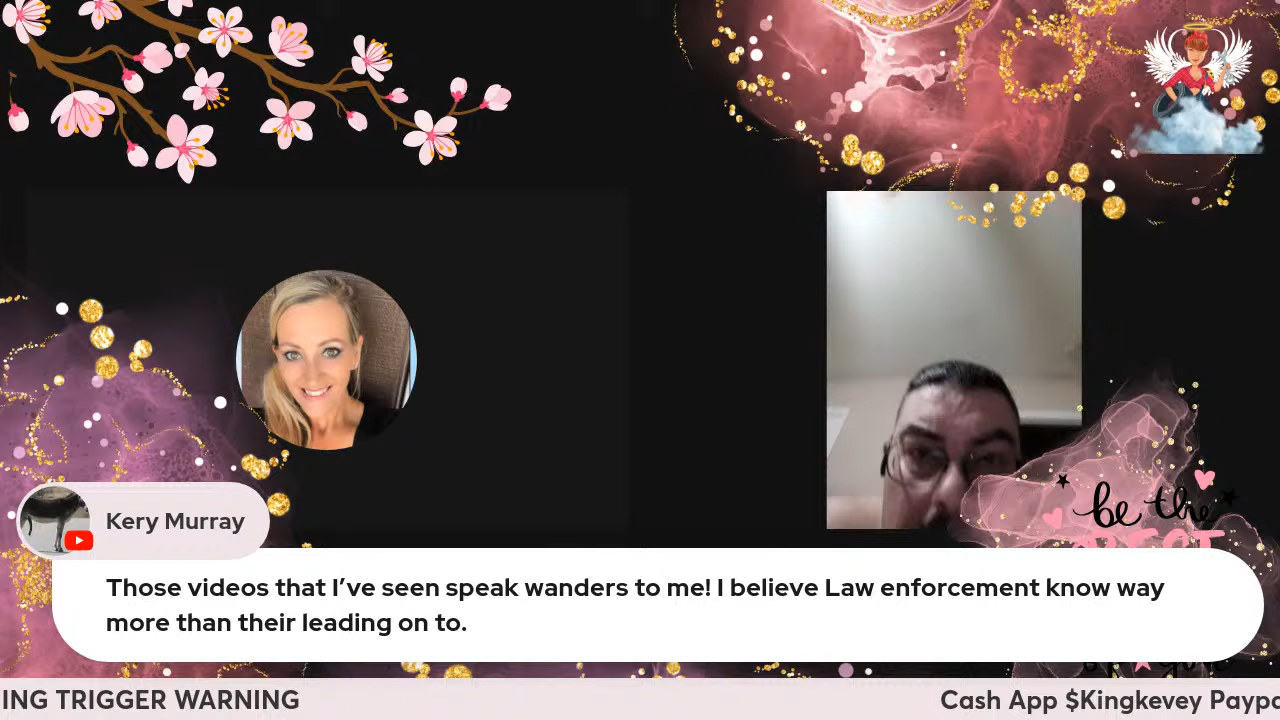 be the
Kery Murray
Those videos that I’ve seen speak wanders to me! I believe Law enforcement know way
more than their leading on to.
ING TRIGGER WARNING
Cash App $Kingkevey Paypa